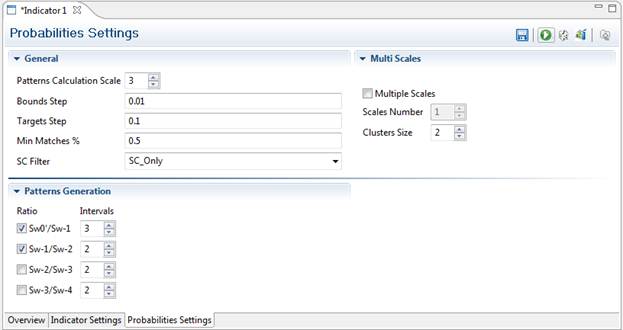 *Indicator 1
Probabilities Settings
General
Patterns Calculation Scale 3
Bounds Step 0.01
Targets Step 0.1
Min Matches % 0.5
SC Filter SC_Only
Multi Scales
Multiple Scales
Scales Number 1
Clusters Size 2
Patterns Generation
Ratio Intervals
Sw0'/Sw-1 3
Sw-1/Sw-2 2
Sw-2/Sw-3 2
Sw-3/Sw-4 2
Overview Indicator Settings Probabilities Settings